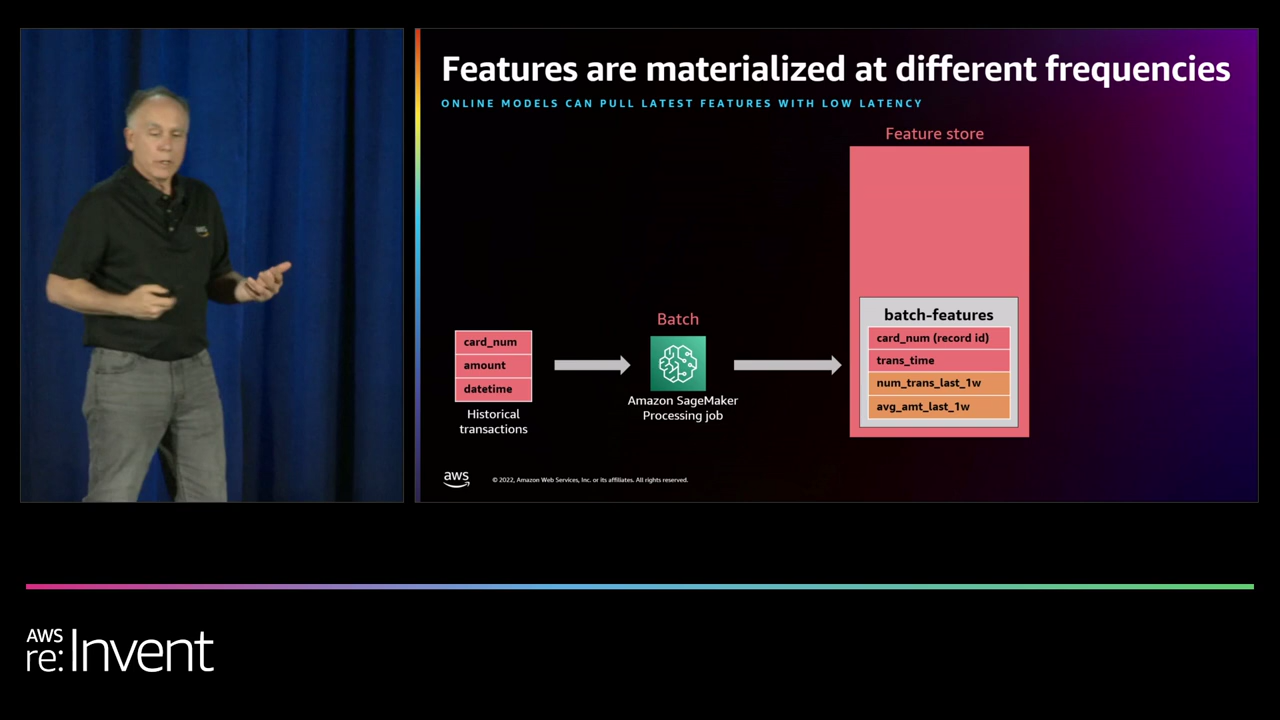 Features are materialized at different frequencies
ONLINE MODELS CAN PULL LATEST FEATURES WITH LOW LATENCY
Feature store
batch-features
card_num (record id)
trans_time
num_trans_last_1w
avg_amt_last_1w
Batch
Amazon SageMaker
Processing job
card_num
amount
datetime
Historical
transactions
aws
© 2022, Amazon Web Services, Inc. or its affiliates. All rights reserved.
aws
AWS
re:Invent